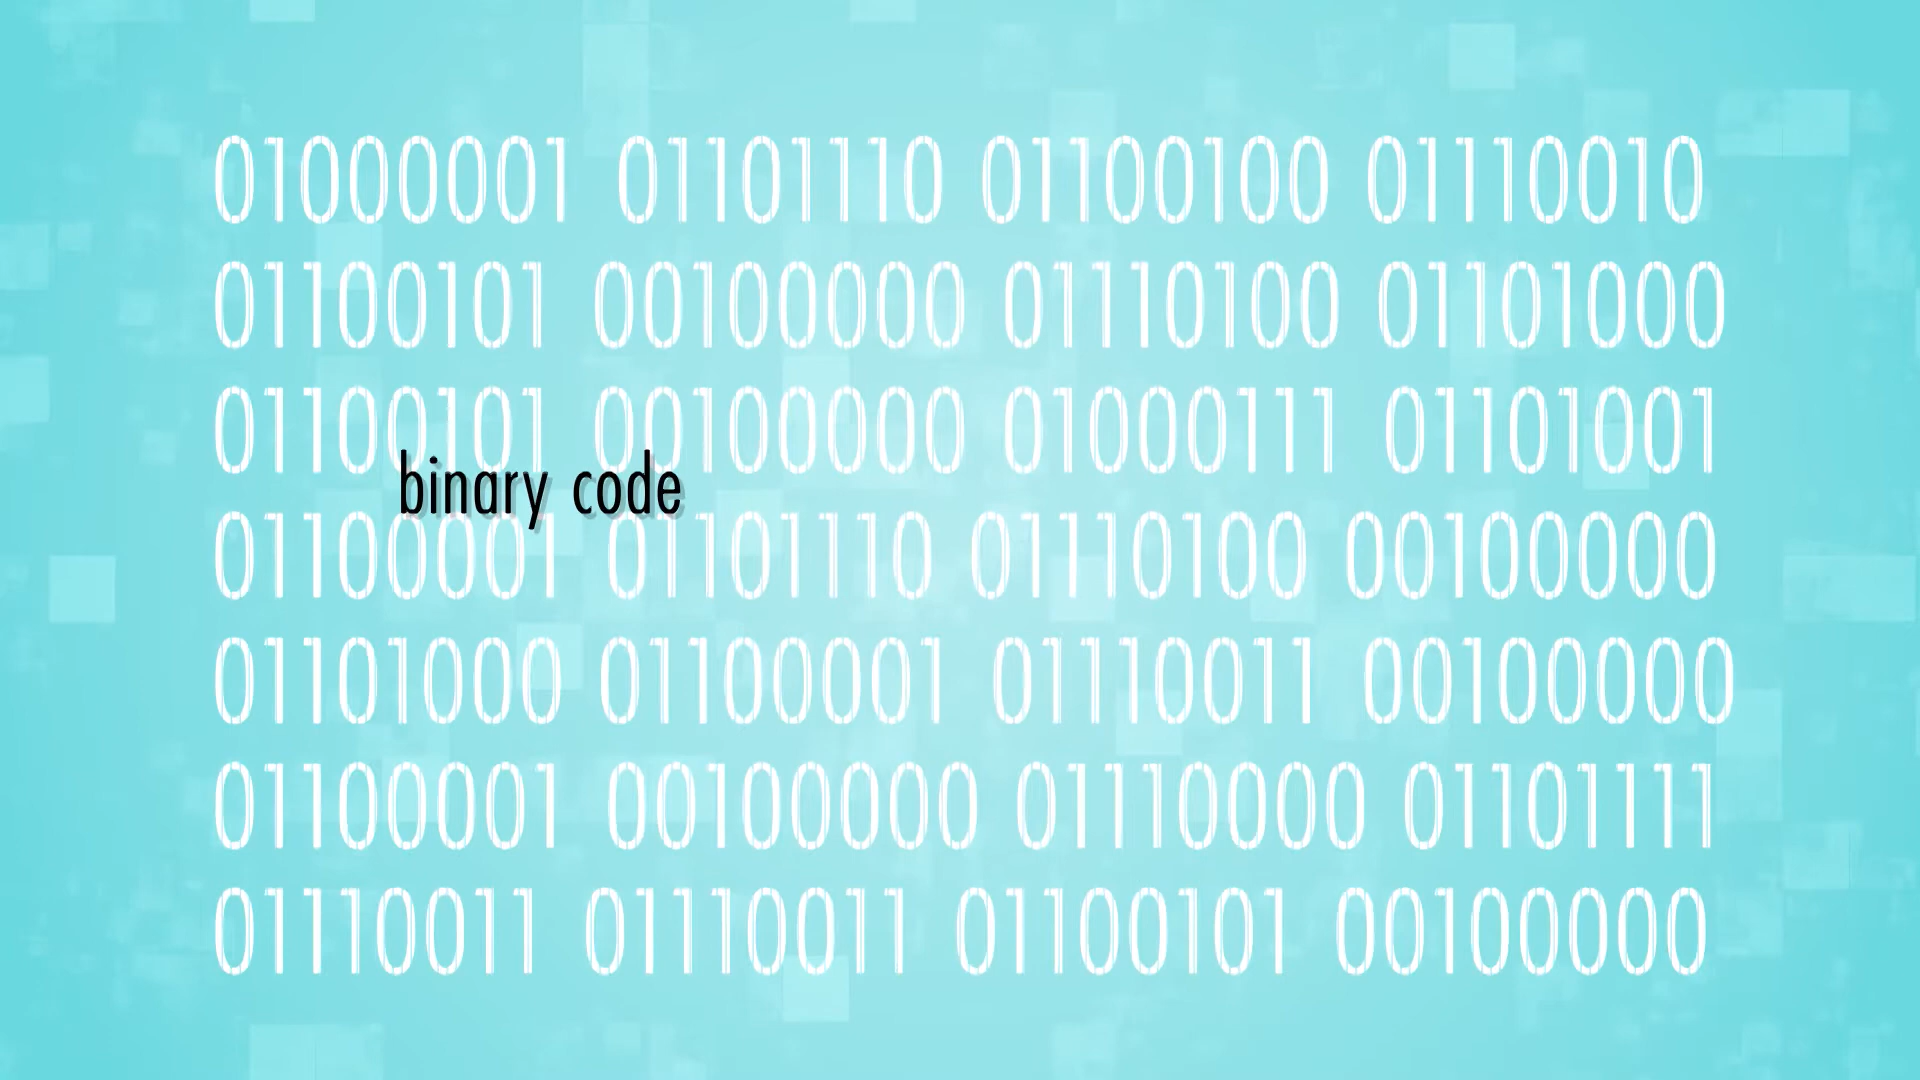 01000001 01101110 01100100 01110010
01100101 00100000 01110100 01101000
01100101 00100000 01000111 01101001
binary code
01100001 01101110 01110100 00100000
01101000 01100001 01110011 00100000
01100001 00100000 01110000 01101111
01110011 01110011 01100101 00100000